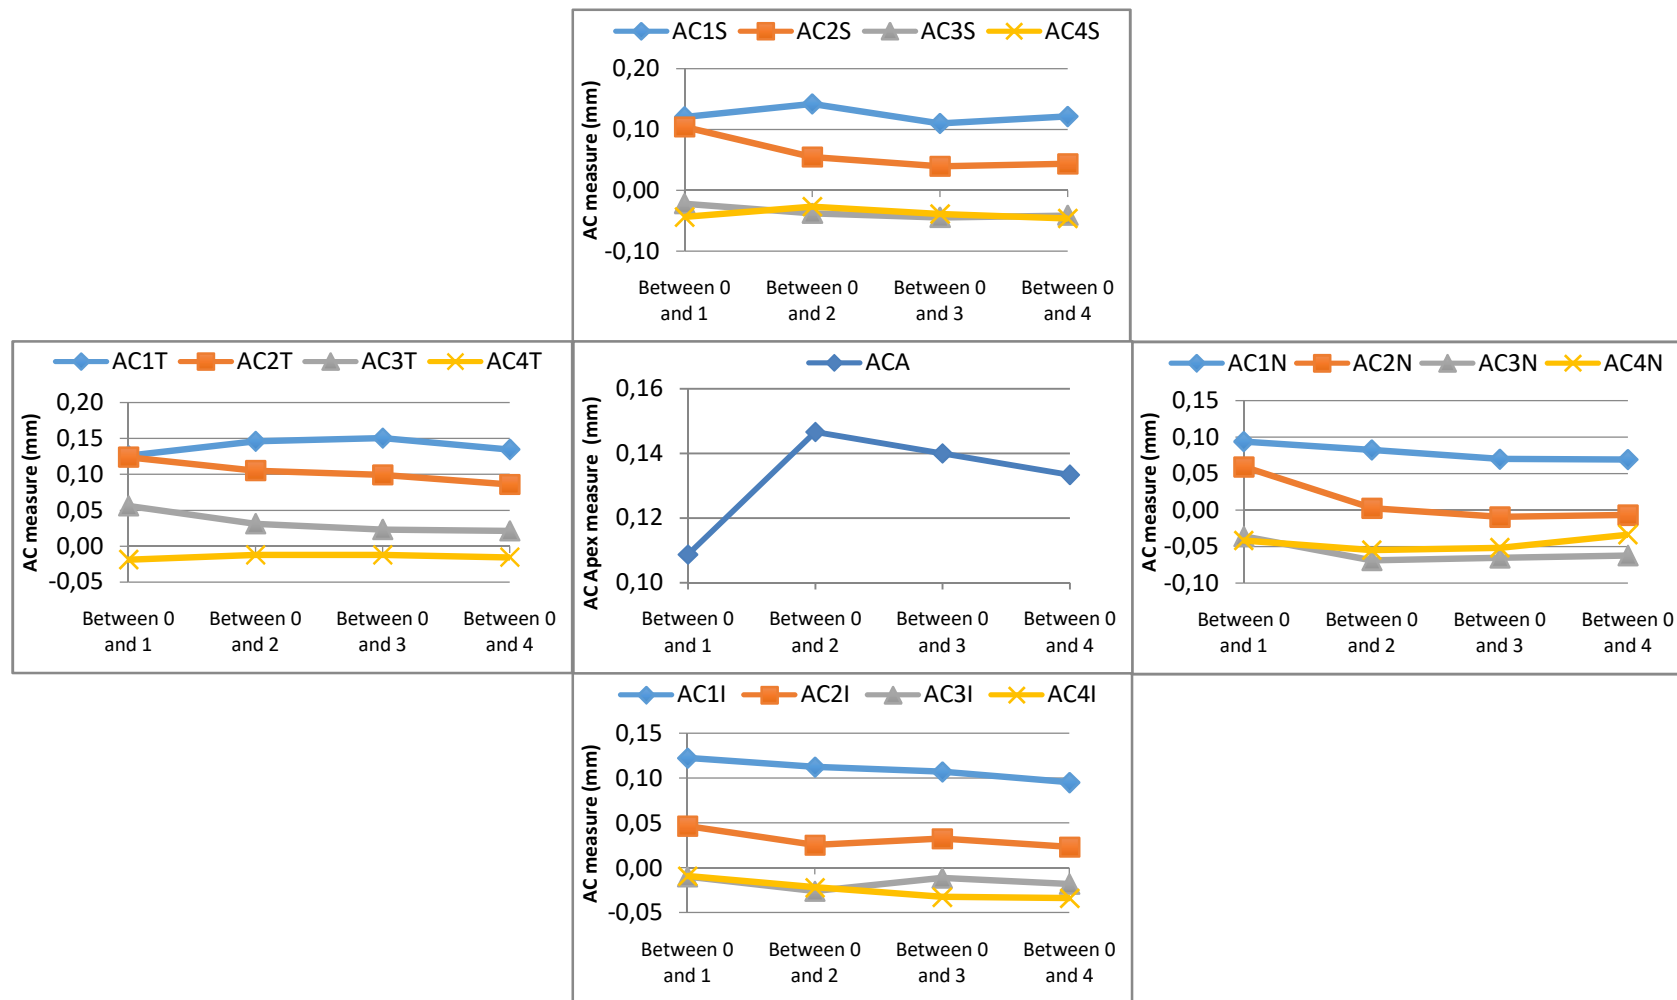 AC1S AC2S AC3S AC4S
AC measure (mm)
0,20
0,10
0,00
-0,10
Between 0 and 1
Between 0 and 2
Between 0 and 3
Between 0 and 4
AC1T AC2T AC3T AC4T
AC measure (mm)
0,20
0,15
0,10
0,05
0,00
-0,05
Between 0 and 1
Between 0 and 2
Between 0 and 3
Between 0 and 4
ACA
AC Apex measure (mm)
0,16
0,14
0,12
0,10
Between 0 and 1
Between 0 and 2
Between 0 and 3
Between 0 and 4
AC1N AC2N AC3N AC4N
AC measure (mm)
0,15
0,10
0,05
0,00
-0,05
-0,10
Between 0 and 1
Between 0 and 2
Between 0 and 3
Between 0 and 4
AC1I AC2I AC3I AC4I
AC measure (mm)
0,15
0,10
0,05
0,00
-0,05
Between 0 and 1
Between 0 and 2
Between 0 and 3
Between 0 and 4